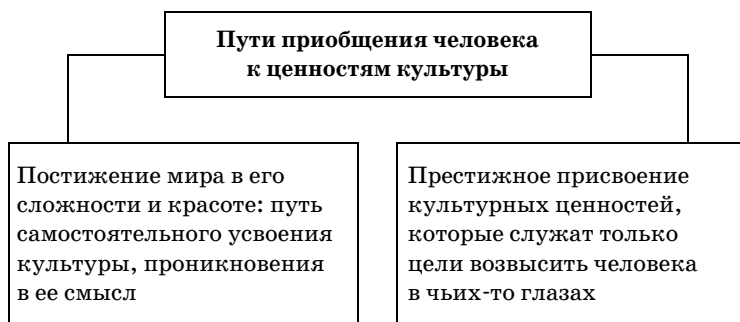 Пути приобщения человека
к ценностям культуры
Постижение мира в его
сложности и красоте: путь
самостоятельного усвоения
культуры, проникновения
в ее смысл
Престижное присвоение
культурных ценностей,
которые служат только
цели возвысить человека
в чьих-то глазах